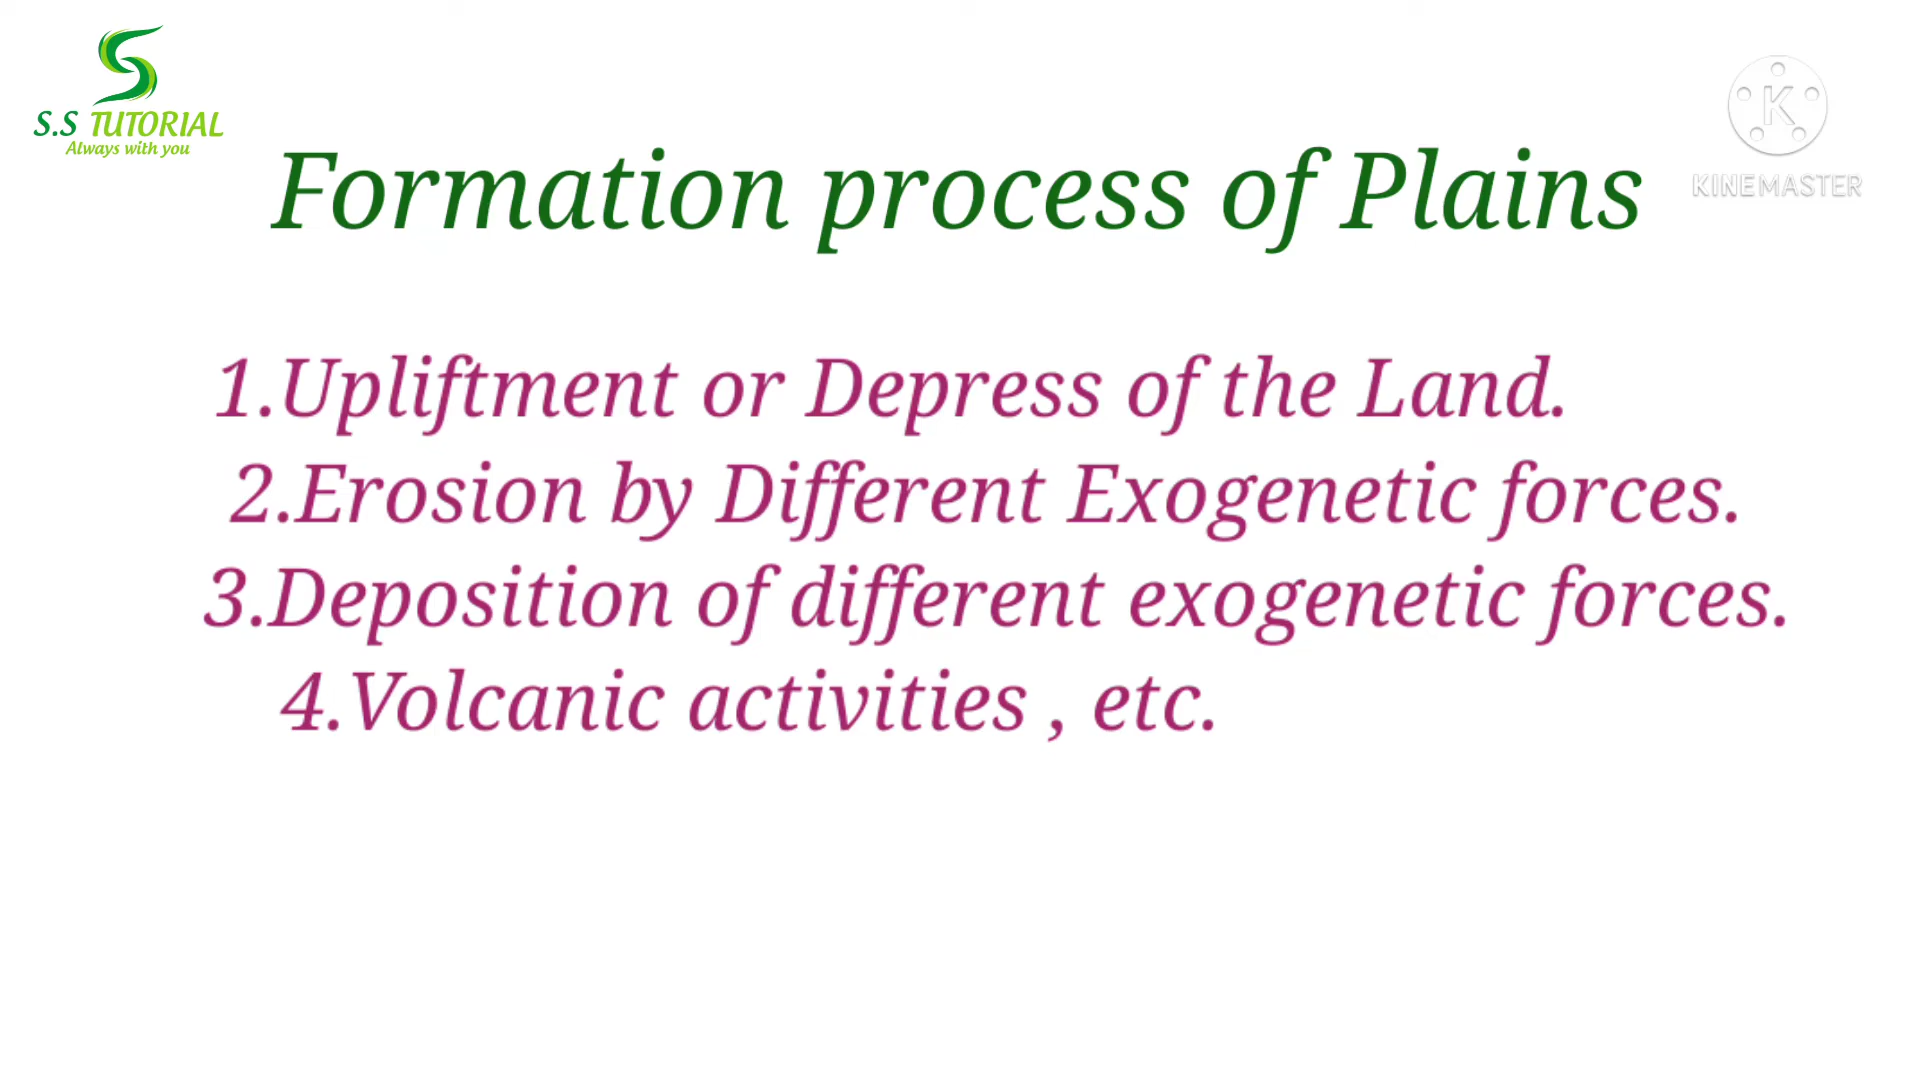 S.S TUTORIAL
Always with you
KINEMASTER
Formation process of Plains
1.Upliftment or Depress of the Land.
2.Erosion by Different Exogenetic forces.
3.Deposition of different exogenetic forces.
4.Volcanic activities , etc.